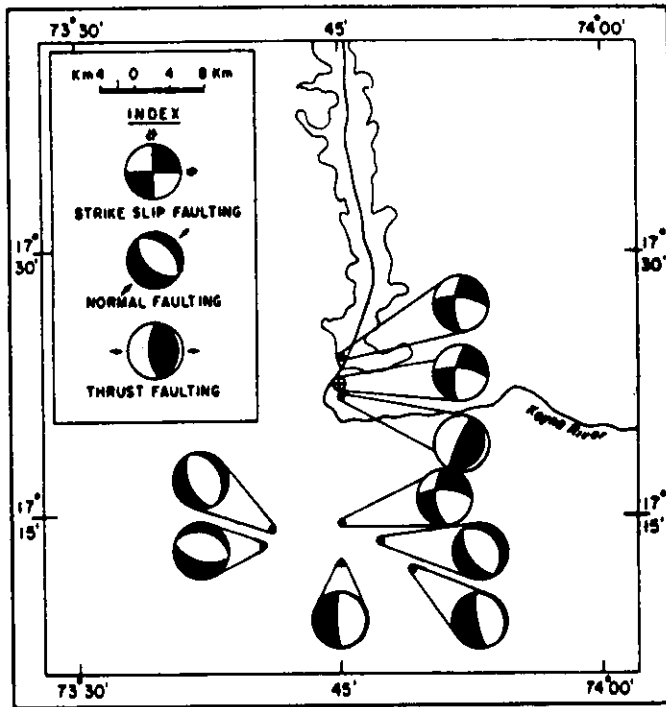 73° 30'
45'
74° 00'
Km 4 0 4 8 Km
INDEX
STRIKE SLIP FAULTING
NORMAL FAULTING
THRUST FAULTING
17° 30'
17° 30'
Koyna River
17° 15'
17° 15'
73° 30'
45'
74° 00'